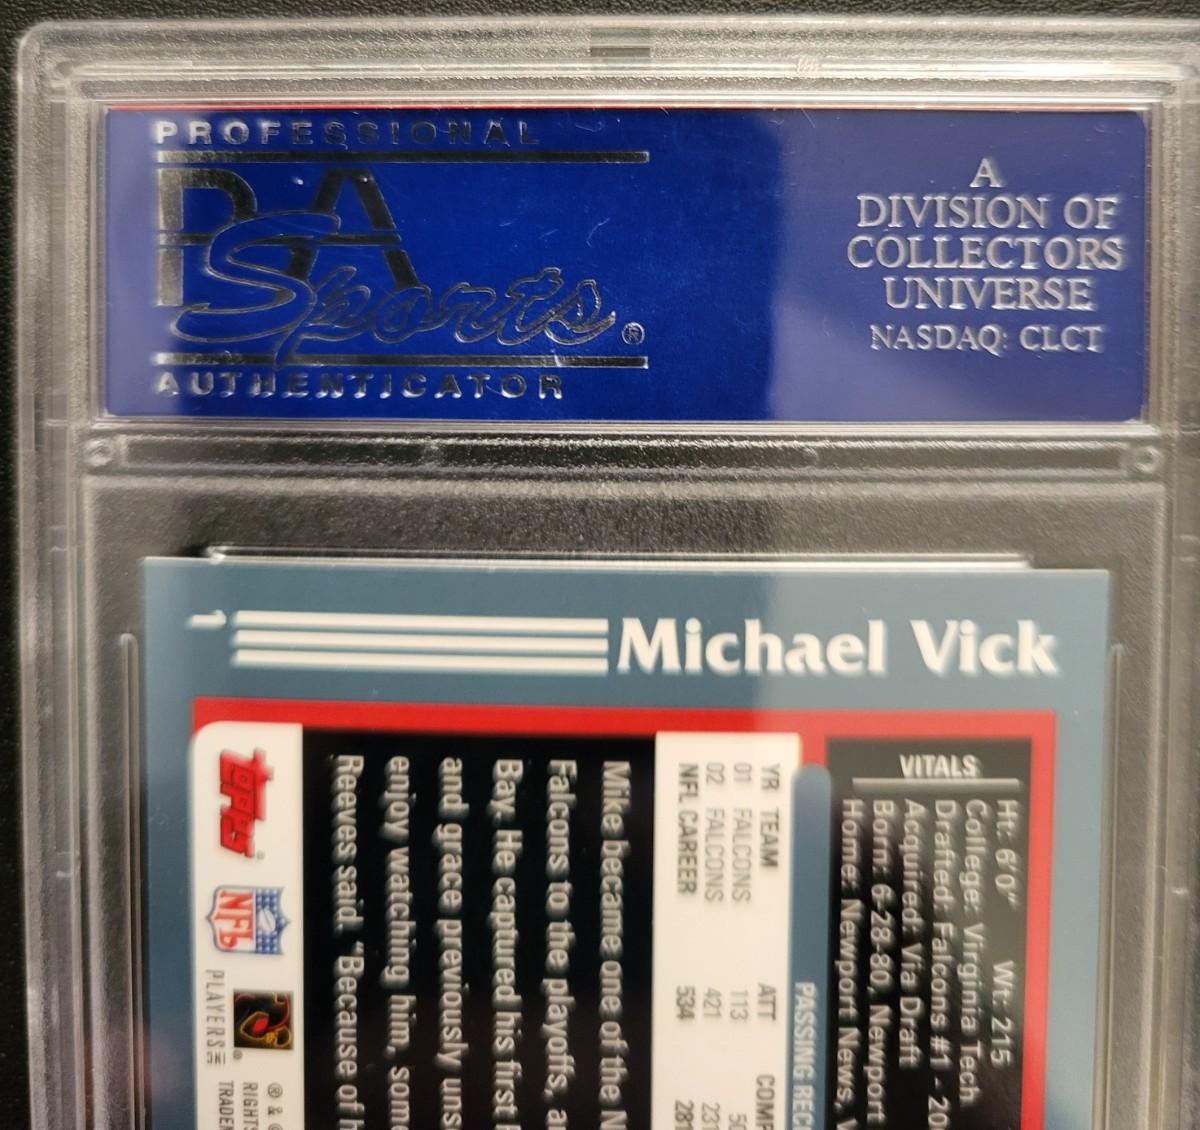 PROFESSIONAL
PSA
Sports®
AUTHENTICATOR
A
DIVISION OF
COLLECTORS
UNIVERSE
NASDAQ: CLCT
1
Michael Vick
VITALS
Ht: 6'0" Wt: 215
College: Virginia Tech
Drafted: Falcons #1 - 20
Acquired: Via Draft
Born: 6-28-80, Newport
Home: Newport News,
PASSING REC
YR TEAM ATT COMP
01 FALCONS 113 50
02 FALCONS 421 231
NFL CAREER 534 281
Mike became one of the N
Falcons to the playoffs,
Bay. He captured his first
and grace previously uns
enjoy watching him, some
Reeves said. "Because of h
Topps
NFL
PLAYERS INC
® & ©
RIGHTS
TRADEM